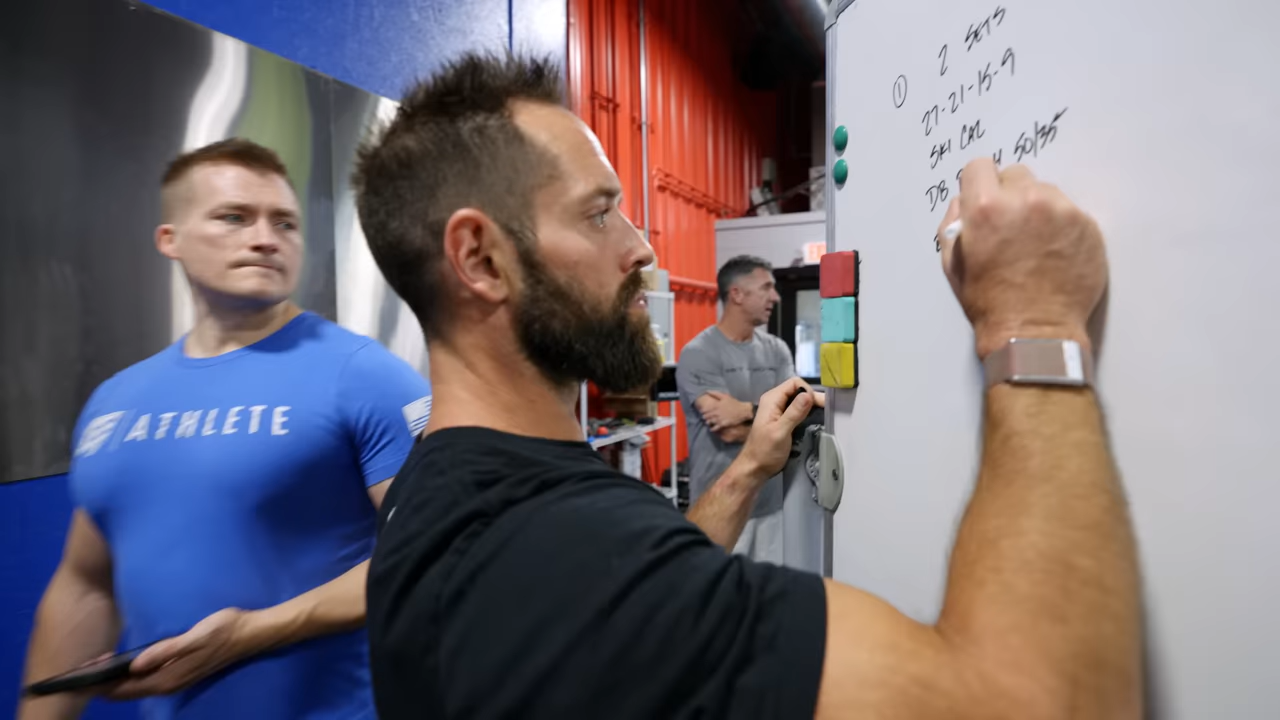 2 SETS
① 27-21-15-9
SKI CAL
DB 50/35#
ATHLETE